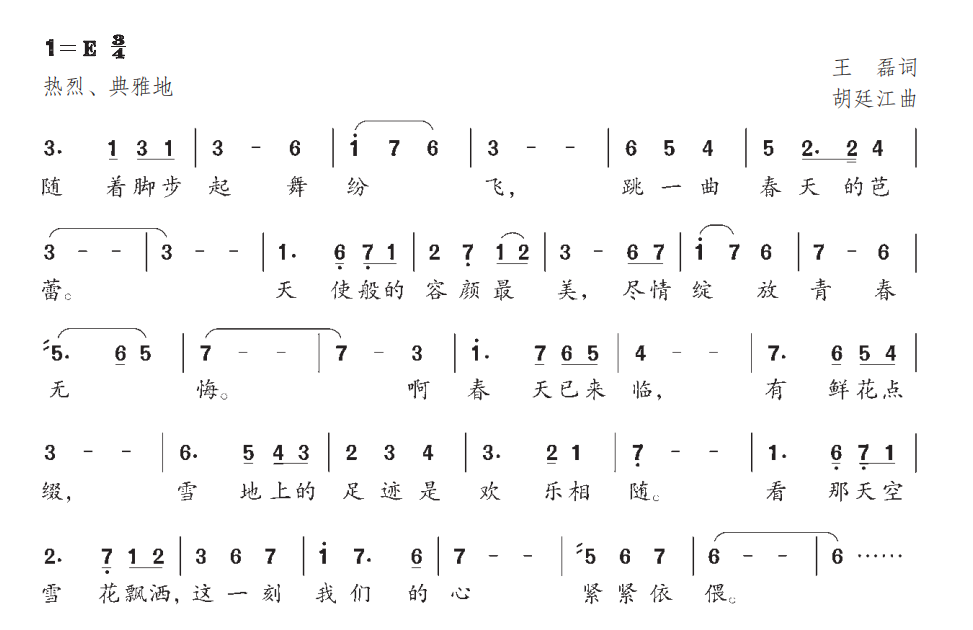 1=E 3/4
王 磊词
热烈、典雅地
胡廷江曲
3. 1 3 1 | 3 - 6 | 1 7 6 | 3 - - | 6 5 4 | 5 2. 2 4 |
随 着脚步 起 舞 纷 飞, 跳 一 曲 春 天 的芭
3 - - | 3 - - | 1. 6 7 1 | 2 7 1 2 | 3 - 6 7 | 1 7 6 | 7 - 6 |
蕾。 天 使般的 容 颜 最 美, 尽情 绽 放 青 春
5. 6 5 | 7 - - | 7 - 3 | 1. 7 6 5 | 4 - - | 7. 6 5 4 |
无 悔。 啊 春 天已来 临, 有 鲜花点
3 - - | 6. 5 4 3 | 2 3 4 | 3. 2 1 | 7 - - | 1. 6 7 1 |
缀, 雪 地上的 足 迹 是 欢 乐相 随。 看 那天空
2. 7 1 2 | 3 6 7 | 1 7. 6 | 7 - - | 5 6 7 | 6 - - | 6 ……
雪 花飘洒, 这 一 刻 我 们 的 心 紧 紧 依 偎。